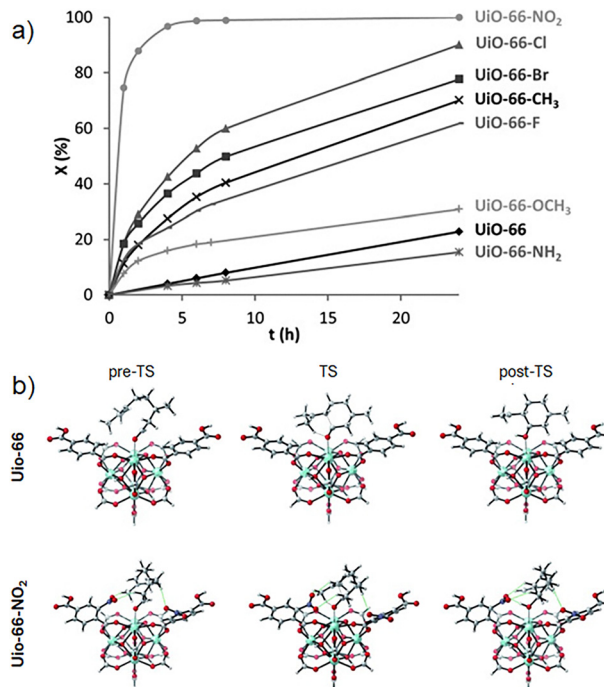 a)
100
80
60
40
20
0
X (%)
0
5
10
15
20
t (h)
UiO-66-NO₂
UiO-66-Cl
UiO-66-Br
UiO-66-CH₃
UiO-66-F
UiO-66-OCH₃
UiO-66
UiO-66-NH₂
b)
pre-TS
TS
post-TS
Uio-66
Uio-66-NO₂